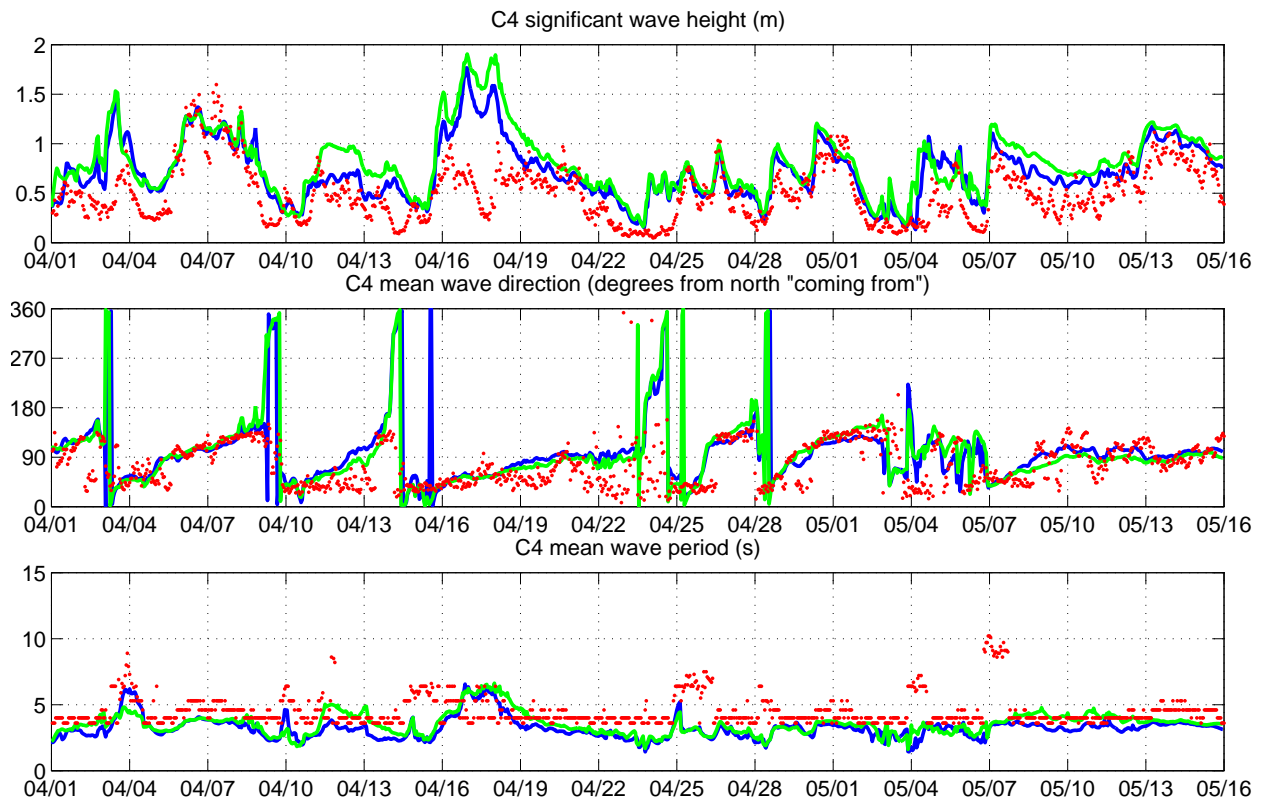 C4 significant wave height (m)
2
1.5
1
0.5
0
04/01 04/04 04/07 04/10 04/13 04/16 04/19 04/22 04/25 04/28 05/01 05/04 05/07 05/10 05/13 05/16
C4 mean wave direction (degrees from north "coming from")
360
270
180
90
0
04/01 04/04 04/07 04/10 04/13 04/16 04/19 04/22 04/25 04/28 05/01 05/04 05/07 05/10 05/13 05/16
C4 mean wave period (s)
15
10
5
0
04/01 04/04 04/07 04/10 04/13 04/16 04/19 04/22 04/25 04/28 05/01 05/04 05/07 05/10 05/13 05/16